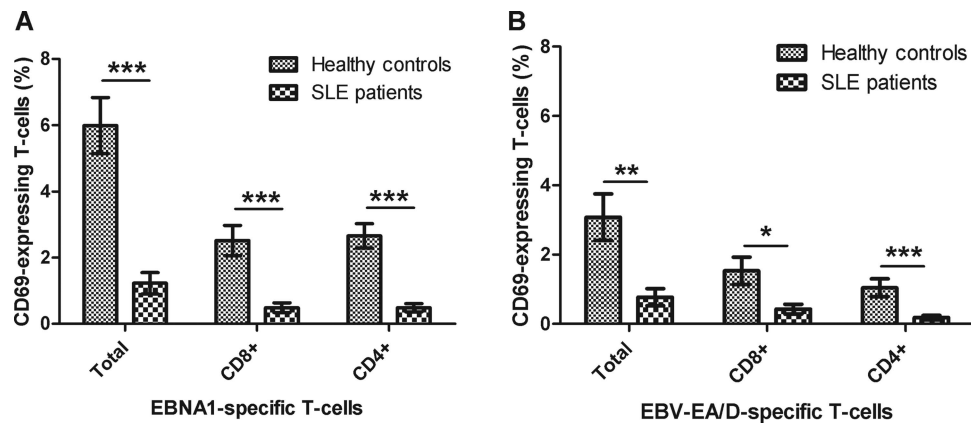 A
CD69-expressing T-cells (%)
8
6
4
2
0
***
***
***
Healthy controls
SLE patients
Total
CD8+
CD4+
EBNA1-specific T-cells
B
CD69-expressing T-cells (%)
8
6
4
2
0
**
*
***
Healthy controls
SLE patients
Total
CD8+
CD4+
EBV-EA/D-specific T-cells